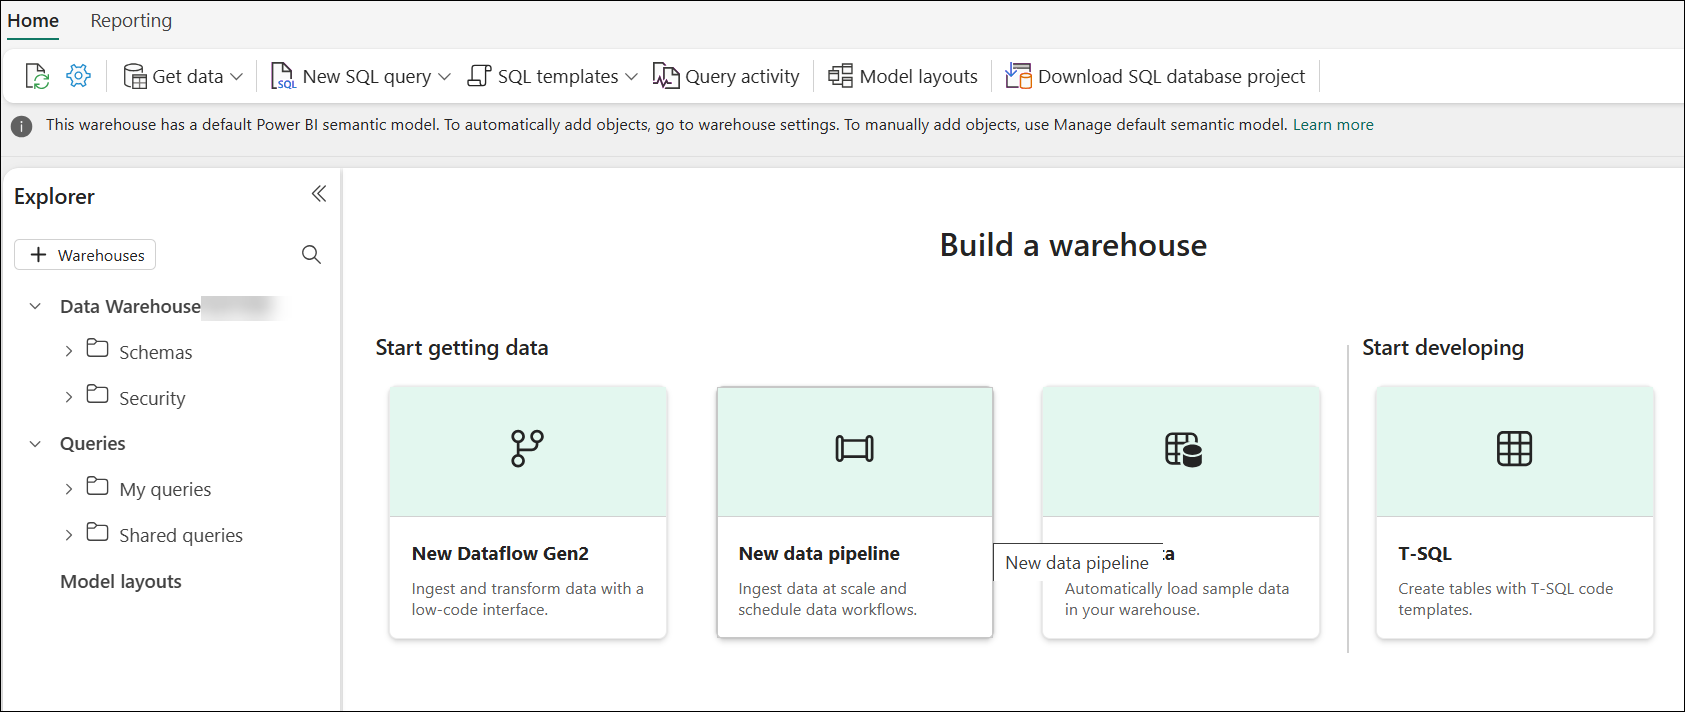 Home Reporting
Get data New SQL query SQL templates Query activity Model layouts Download SQL database project
This warehouse has a default Power BI semantic model. To automatically add objects, go to warehouse settings. To manually add objects, use Manage default semantic model. Learn more
Explorer
Warehouses
Data Warehouse
Schemas
Security
Queries
My queries
Shared queries
Model layouts
Build a warehouse
Start getting data
New Dataflow Gen2
Ingest and transform data with a
low-code interface.
New data pipeline
Ingest data at scale and
schedule data workflows.
New data pipeline
Automatically load sample data
in your warehouse.
Start developing
T-SQL
Create tables with T-SQL code
templates.